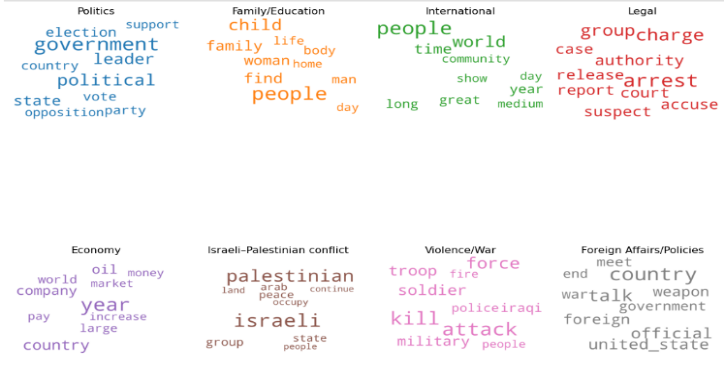 Politics
support
election
government
leader
country
political
vote
state
opposition party
Family/Education
child
life
family
body
woman
home
find
man
people
day
International
people
world
time
community
show
day
year
great
long
medium
Legal
group charge
case
authority
release
arrest
report court
accuse
suspect
Economy
oil
money
world
market
company
year
pay
increase
large
country
Israeli–Palestinian conflict
palestinian
arab
land
continue
peace
occupy
israeli
state
group
people
Violence/War
force
troop
fire
soldier
police iraqi
kill
attack
military
people
Foreign Affairs/Policies
meet
end
country
war talk
weapon
government
foreign
official
united_state